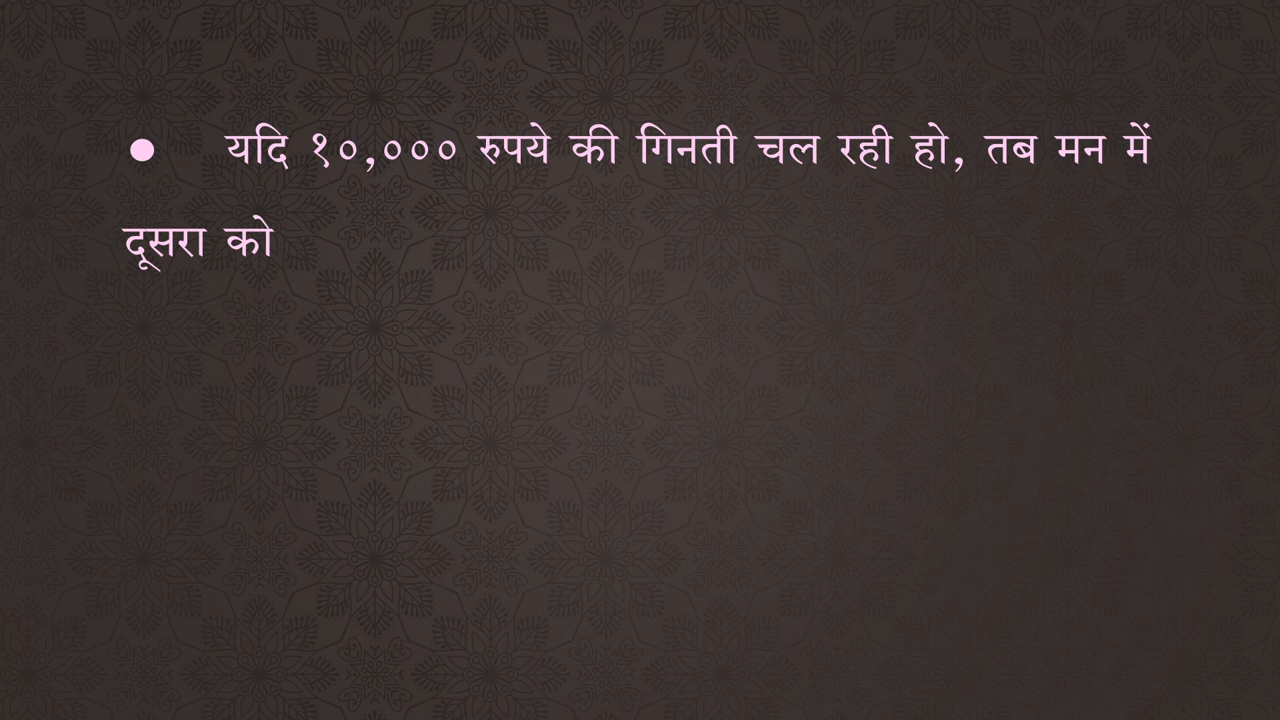 ● यदि १०,००० रुपये की गिनती चल रही हो, तब मन में
दूसरा को